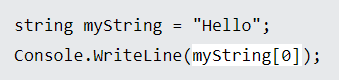 string myString = "Hello";
Console.WriteLine(myString[0]);